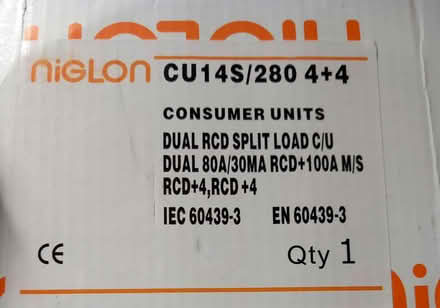 NIGLON
niGLOn CU14S/280 4+4
CONSUMER UNITS
DUAL RCD SPLIT LOAD C/U
DUAL 80A/30MA RCD+100A M/S
RCD+4,RCD +4
IEC 60439-3 EN 60439-3
CE Qty 1